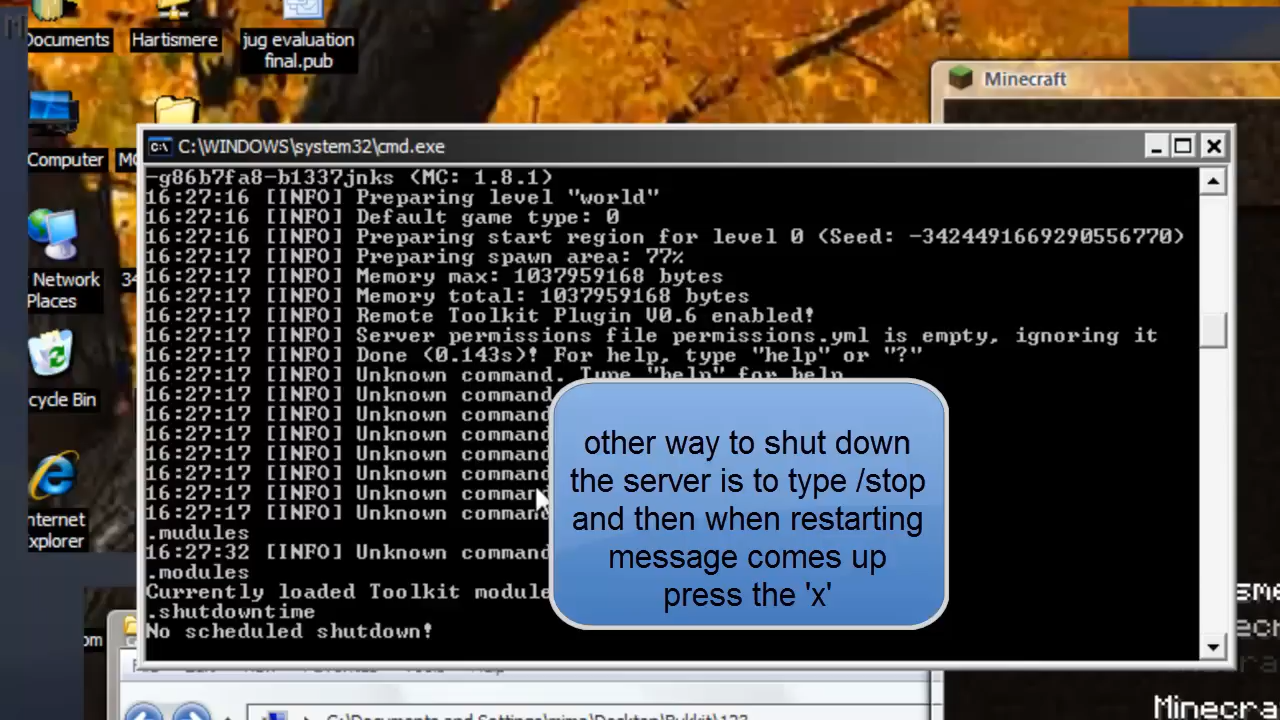 Documents
Hartismere
jug evaluation
final.pub
Minecraft
Computer
C:\WINDOWS\system32\cmd.exe
-g86b7fa8-b1337jnks (MC: 1.8.1)
16:27:16 [INFO] Preparing level "world"
16:27:16 [INFO] Default game type: 0
16:27:16 [INFO] Preparing start region for level 0 (Seed: -3424491669290556770)
16:27:17 [INFO] Preparing spawn area: 77%
16:27:17 [INFO] Memory max: 1037959168 bytes
16:27:17 [INFO] Memory total: 1037959168 bytes
16:27:17 [INFO] Remote Toolkit Plugin V0.6 enabled!
16:27:17 [INFO] Server permissions file permissions.yml is empty, ignoring it
16:27:17 [INFO] Done (0.143s)! For help, type "help" or "?"
16:27:17 [INFO] Unknown command. Type "help" for help.
16:27:17 [INFO] Unknown command
16:27:17 [INFO] Unknown command
16:27:17 [INFO] Unknown command
16:27:17 [INFO] Unknown command
16:27:17 [INFO] Unknown command
16:27:17 [INFO] Unknown command
16:27:17 [INFO] Unknown command
.mudules
16:27:32 [INFO] Unknown command
.modules
Currently loaded Toolkit module
.shutdowntime
No scheduled shutdown!
other way to shut down
the server is to type /stop
and then when restarting
message comes up
press the 'x'
Network
Places
cycle Bin
nternet
xplorer
Minecraft